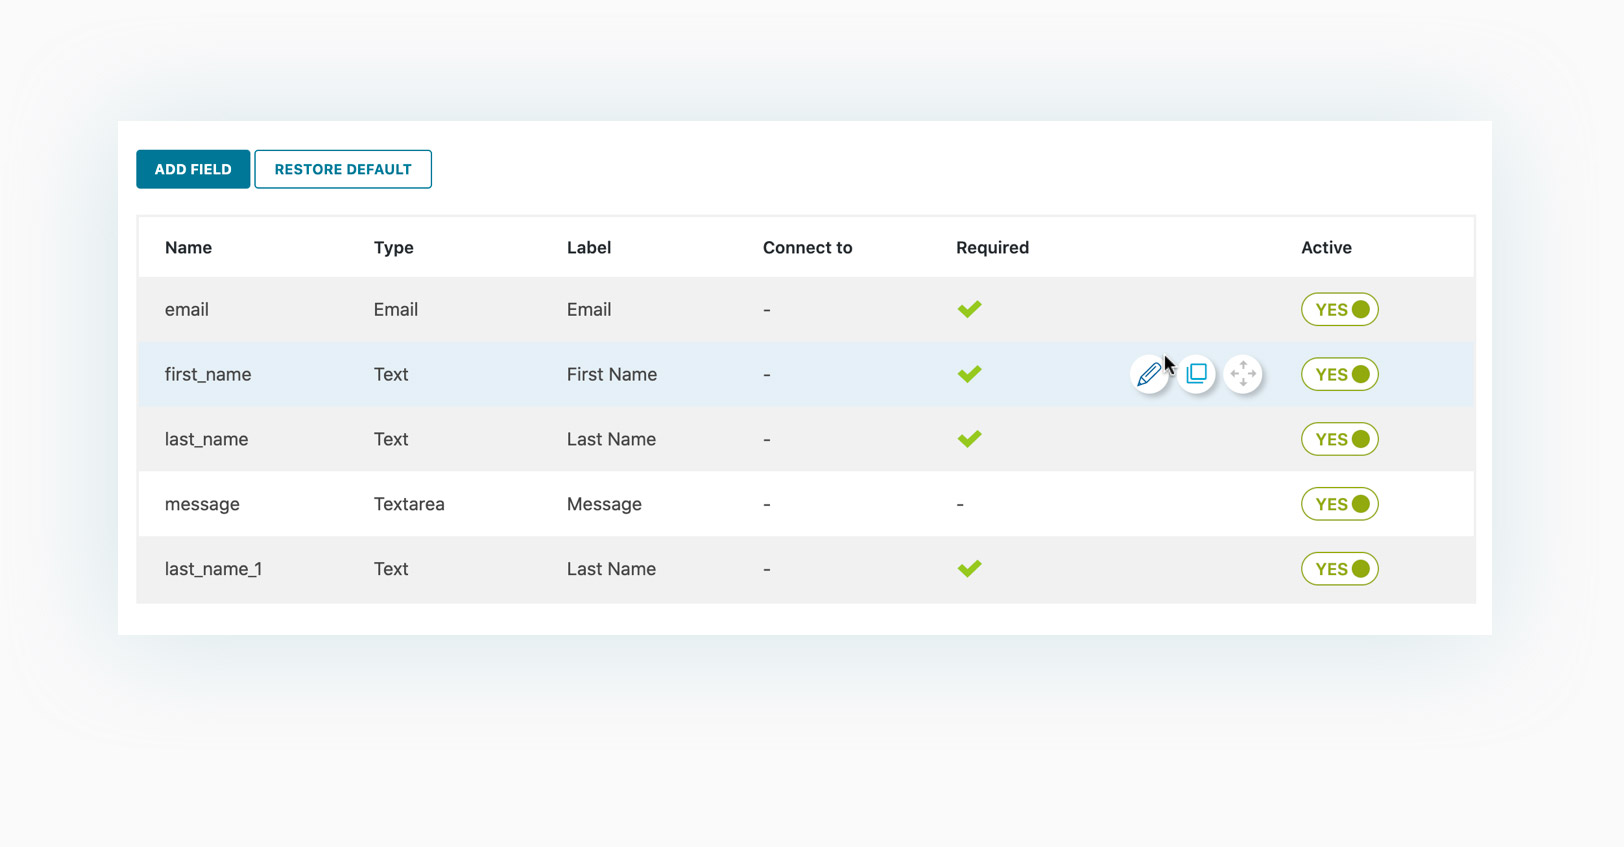 ADD FIELD RESTORE DEFAULT
Name Type Label Connect to Required Active
email Email Email - YES
first_name Text First Name - YES
last_name Text Last Name - YES
message Textarea Message - - YES
last_name_1 Text Last Name - YES